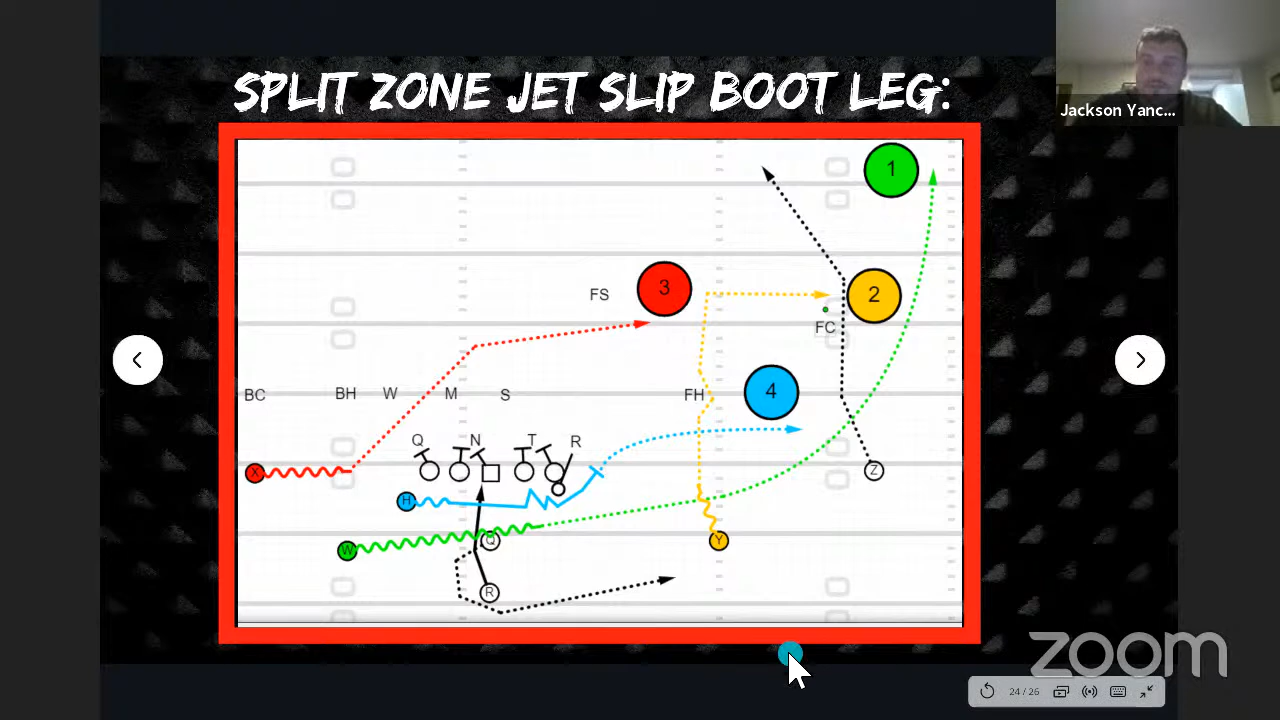 SPLIT ZONE JET SLIP BOOT LEG:
Jackson Yanc...
1
FS
3
2
FC
BC
BH
W
M
S
FH
4
Q
N
T
R
X
H
Z
W
Q
Y
R
zoom
24 / 26